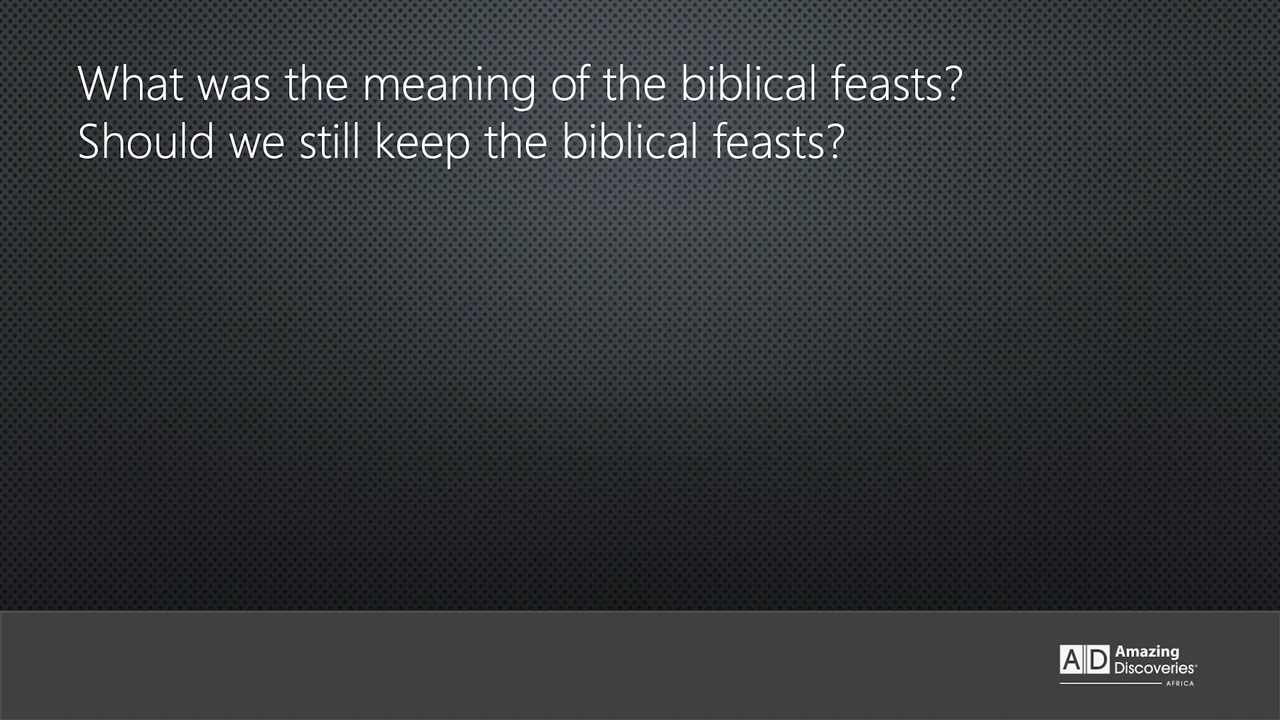 What was the meaning of the biblical feasts?
Should we still keep the biblical feasts?
AD Amazing
Discoveries
AFRICA